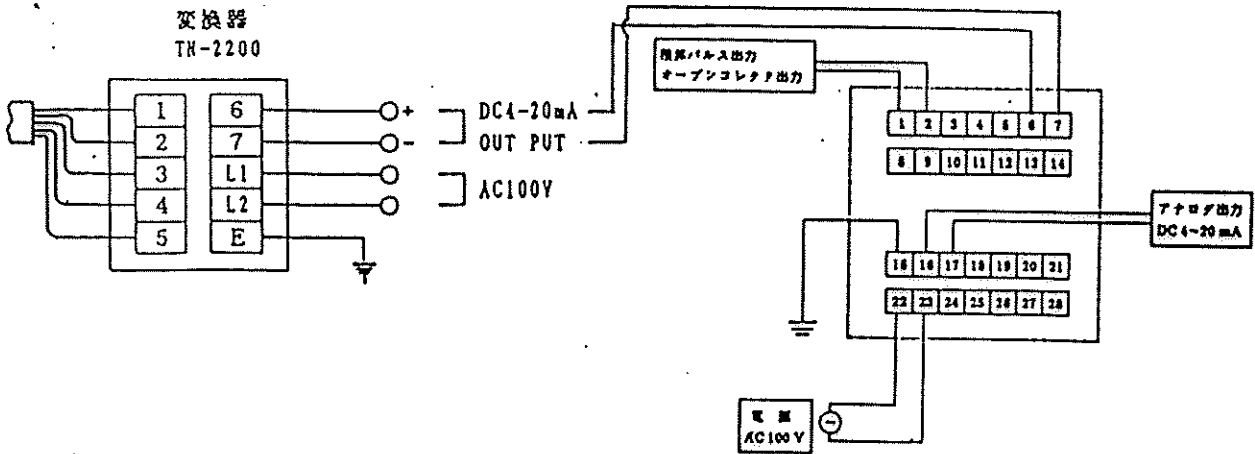 変換器
TH-2200
1 6
2 7
3 L1
4 L2
5 E
+
-
DC4-20mA
OUT PUT
AC100V
積算パルス出力
オープンコレクタ出力
1 2 3 4 5 6 7
8 9 10 11 12 13 14
アナログ出力
DC4~20mA
15 16 17 18 19 20 21
22 23 24 25 26 27 28
電源
AC100V